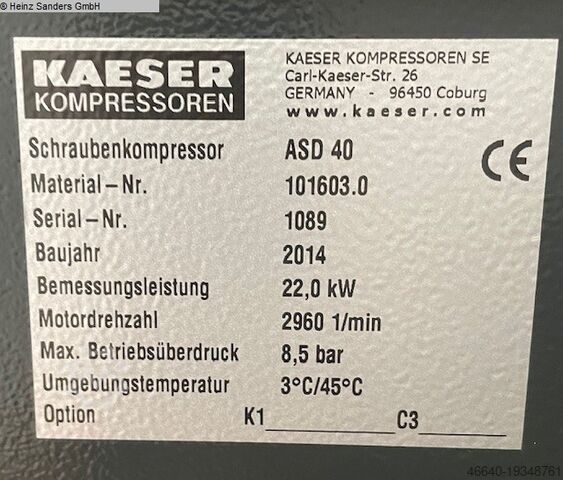 © Heinz Sanders GmbH
KAESER
KOMPRESSOREN
KAESER KOMPRESSOREN SE
Carl-Kaeser-Str. 26
GERMANY - 96450 Coburg
www.kaeser.com
CE
Schraubenkompressor ASD 40
Material-Nr. 101603.0
Serial-Nr. 1089
Baujahr 2014
Bemessungsleistung 22,0 kW
Motordrehzahl 2960 1/min
Max. Betriebsüberdruck 8,5 bar
Umgebungstemperatur 3°C/45°C
Option K1 C3
46640-19348761